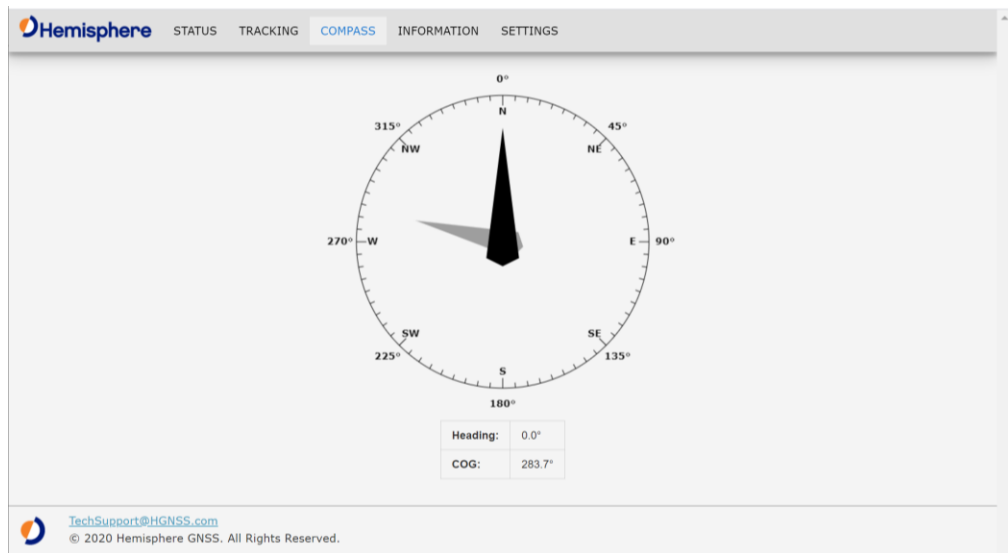 Hemisphere STATUS TRACKING COMPASS INFORMATION SETTINGS
0°
N
315° 45°
NW NE
270° W E 90°
SW SE
225° 135°
S
180°
Heading: 0.0°
COG: 283.7°
TechSupport@HGNSS.com
© 2020 Hemisphere GNSS. All Rights Reserved.